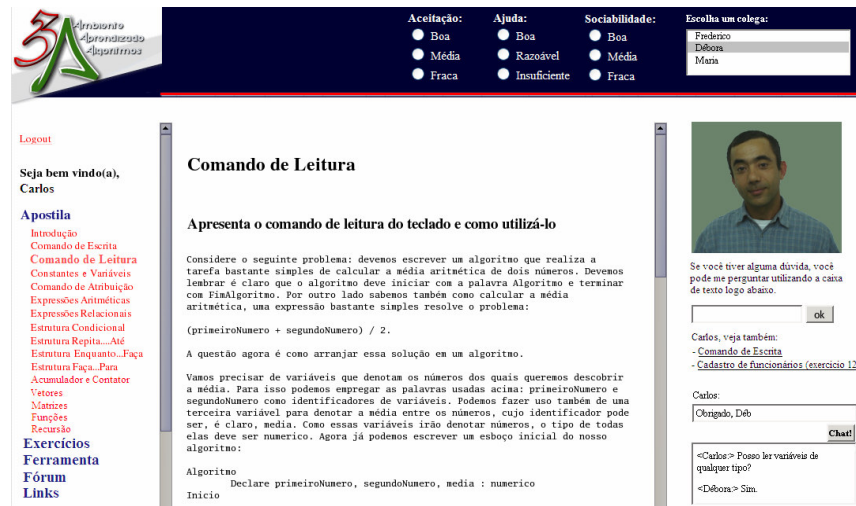 3A Ambiente
Aprendizado
Algoritmos
Aceitação:
Boa
Média
Fraca
Ajuda:
Boa
Razoável
Insuficiente
Sociabilidade:
Boa
Média
Fraca
Escolha um colega:
Frederico
Débora
Maria
Logout
Seja bem vindo(a),
Carlos
Apostila
Introdução
Comando de Escrita
Comando de Leitura
Constantes e Variáveis
Comando de Atribuição
Expressões Aritméticas
Expressões Relacionais
Estrutura Condicional
Estrutura Repita....Até
Estrutura Enquanto...Faça
Estrutura Faça...Para
Acumulador e Contator
Vetores
Matrizes
Funções
Recursão
Exercícios
Ferramenta
Fórum
Links
Comando de Leitura
Apresenta o comando de leitura do teclado e como utilizá-lo
Considere o seguinte problema: devemos escrever um algoritmo que realiza a
tarefa bastante simples de calcular a média aritmética de dois números. Devemos
lembrar é claro que o algoritmo deve iniciar com a palavra Algoritmo e terminar
com FimAlgoritmo. Por outro lado sabemos também como calcular a média
aritmética, uma expressão bastante simples resolve o problema:
(primeiroNumero + segundoNumero) / 2.
A questão agora é como arranjar essa solução em um algoritmo.
Vamos precisar de variáveis que denotam os números dos quais queremos descobrir
a média. Para isso podemos empregar as palavras usadas acima: primeiroNumero e
segundoNumero como identificadores de variáveis. Podemos fazer uso também de uma
terceira variável para denotar a média entre os números, cujo identificador pode
ser, é claro, media. Como essas variáveis irão denotar números, o tipo de todas
elas deve ser numerico. Agora já podemos escrever um esboço inicial do nosso
algoritmo:
Algoritmo
Declare primeiroNumero, segundoNumero, media : numerico
Inicio
Se você tiver alguma dúvida, você
pode me perguntar utilizando a caixa
de texto logo abaixo.
ok
Carlos, veja também:
- Comando de Escrita
- Cadastro de funcionários (exercício 12
Carlos:
Obrigado, Déb
Chat!
<Carlos:> Posso ler variáveis de
qualquer tipo?
<Débora:> Sim.